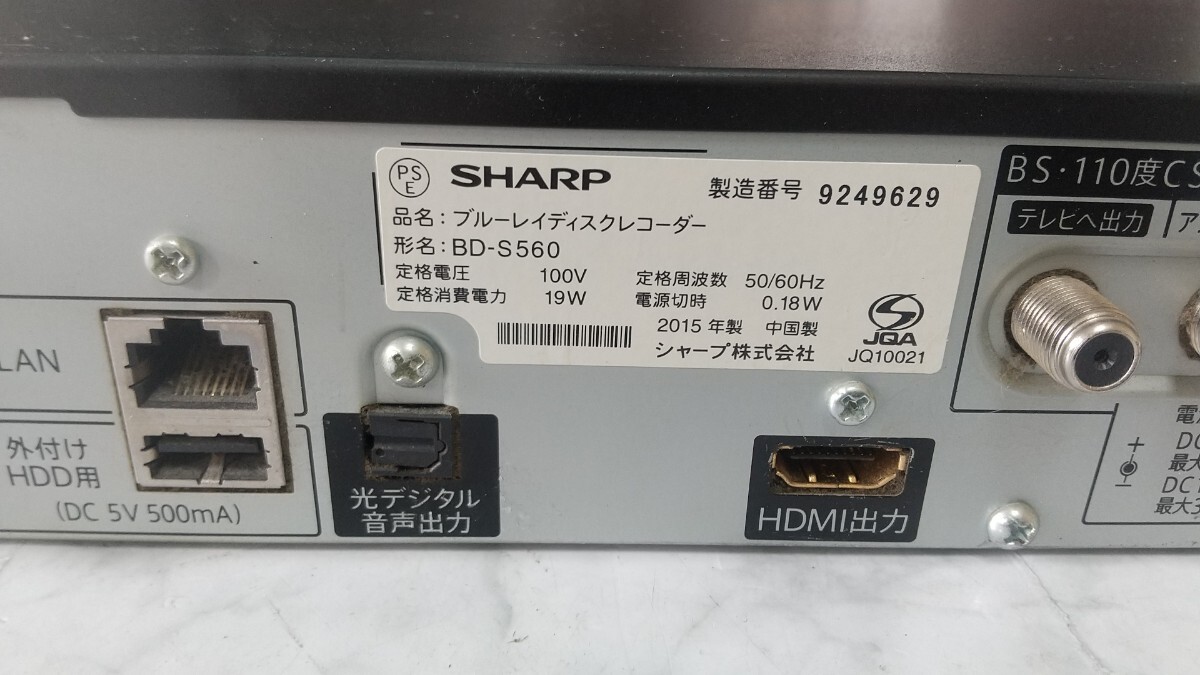 PSE
SHARP
製造番号 9249629
品名：ブルーレイディスクレコーダー
形名：BD-S560
定格電圧 100V 定格周波数 50/60Hz
定格消費電力 19W 電源切時 0.18W
2015 年製 中国製
シャープ株式会社
JQA
JQ10021
BS・110度CS
テレビへ出力
LAN
外付け
HDD用
(DC 5V 500mA)
光デジタル
音声出力
HDMI出力
+
-